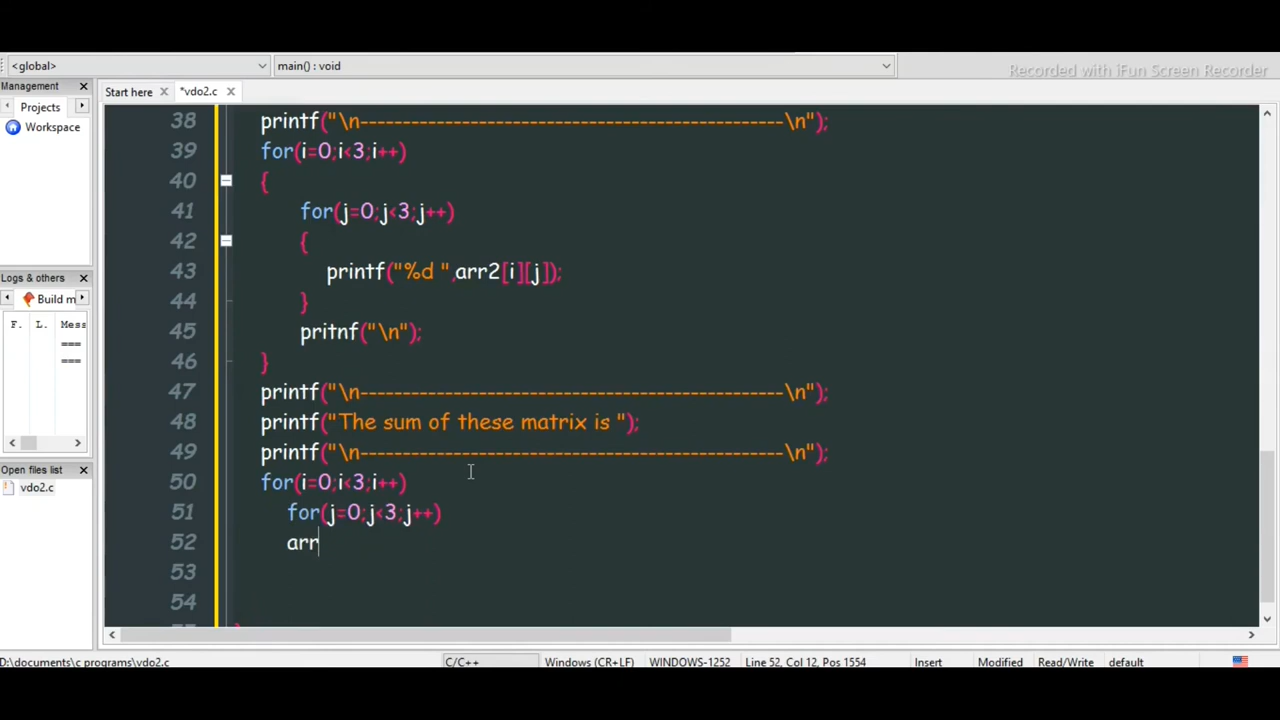 <global>
main() : void
Recorded with iFun Screen Recorder
Management
Start here
*vdo2.c
Projects
Workspace
38 printf("\n-----------------------------------------------\n");
39 for(i=0;i<3;i++)
40 {
41 for(j=0;j<3;j++)
42 {
43 printf("%d ",arr2[i][j]);
44 }
45 pritnf("\n");
46 }
47 printf("\n-----------------------------------------------\n");
48 printf("The sum of these matrix is ");
49 printf("\n-----------------------------------------------\n");
50 for(i=0;i<3;i++)
51 for(j=0;j<3;j++)
52 arr
53
54
Logs & others
Build m
F. L. Mess
===
===
Open files list
vdo2.c
D:\documents\c programs\vdo2.c
C/C++
Windows (CR+LF)
WINDOWS-1252
Line 52, Col 12, Pos 1554
Insert
Modified
Read/Write
default